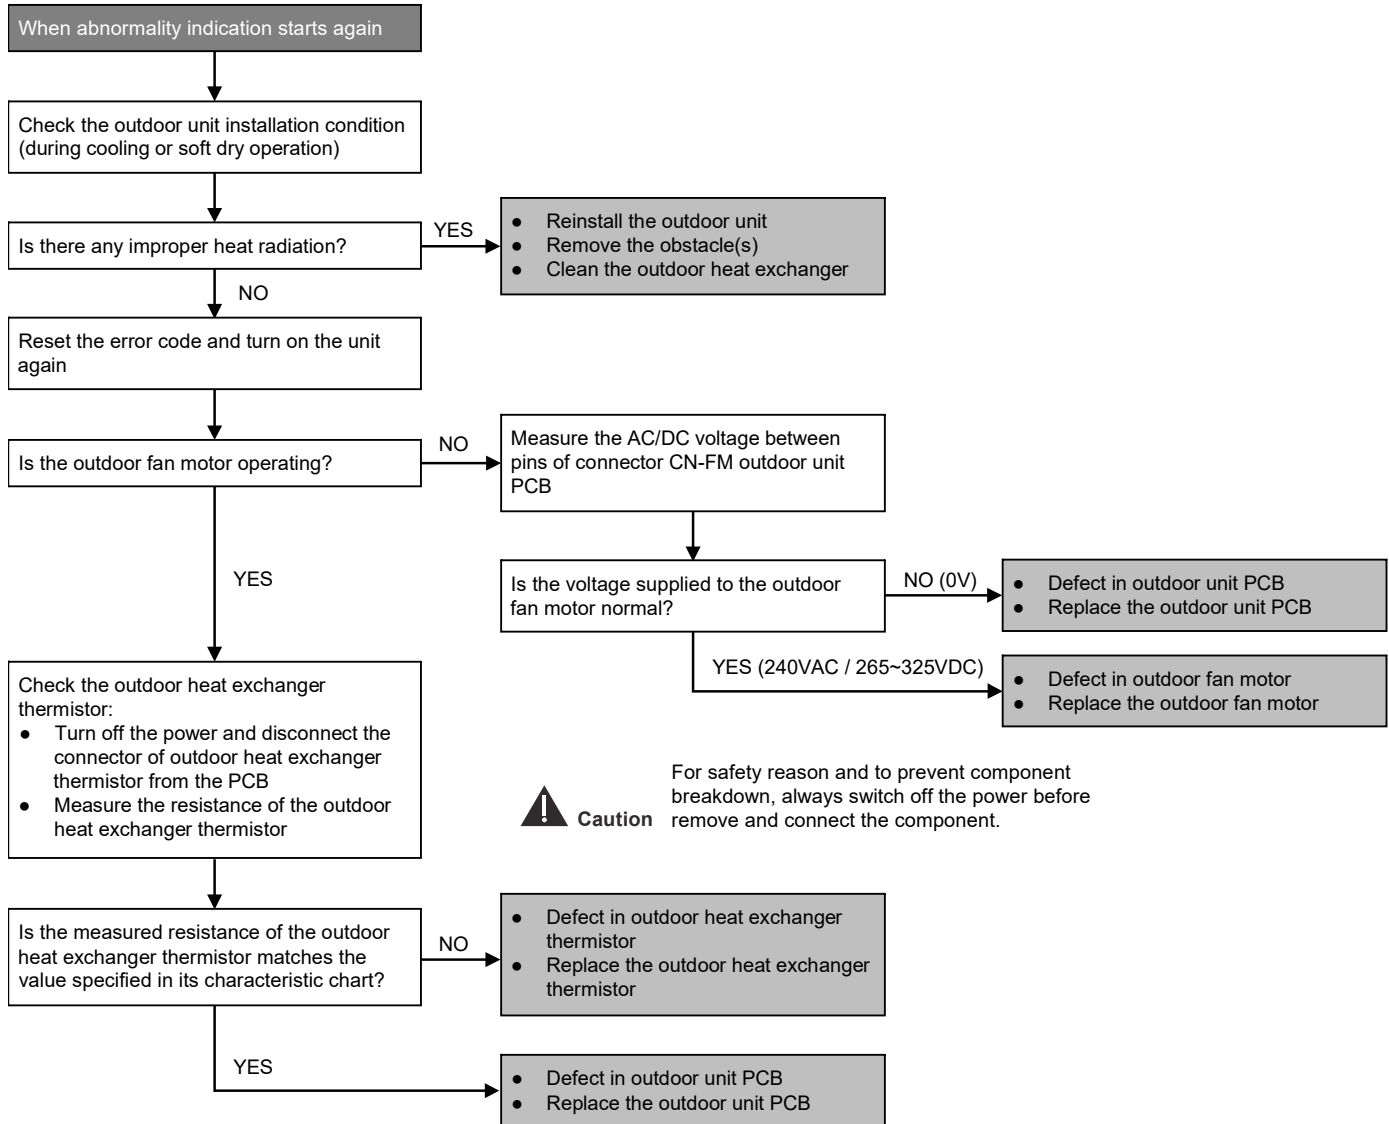 When abnormality indication starts again
Check the outdoor unit installation condition
(during cooling or soft dry operation)
Is there any improper heat radiation?
YES
● Reinstall the outdoor unit
● Remove the obstacle(s)
● Clean the outdoor heat exchanger
NO
Reset the error code and turn on the unit
again
Is the outdoor fan motor operating?
NO
Measure the AC/DC voltage between
pins of connector CN-FM outdoor unit
PCB
YES
Is the voltage supplied to the outdoor
fan motor normal?
NO (0V)
● Defect in outdoor unit PCB
● Replace the outdoor unit PCB
YES (240VAC / 265~325VDC)
● Defect in outdoor fan motor
● Replace the outdoor fan motor
Check the outdoor heat exchanger
thermistor:
● Turn off the power and disconnect the
connector of outdoor heat exchanger
thermistor from the PCB
● Measure the resistance of the outdoor
heat exchanger thermistor
Caution
For safety reason and to prevent component
breakdown, always switch off the power before
remove and connect the component.
Is the measured resistance of the outdoor
heat exchanger thermistor matches the
value specified in its characteristic chart?
NO
● Defect in outdoor heat exchanger
thermistor
● Replace the outdoor heat exchanger
thermistor
YES
● Defect in outdoor unit PCB
● Replace the outdoor unit PCB